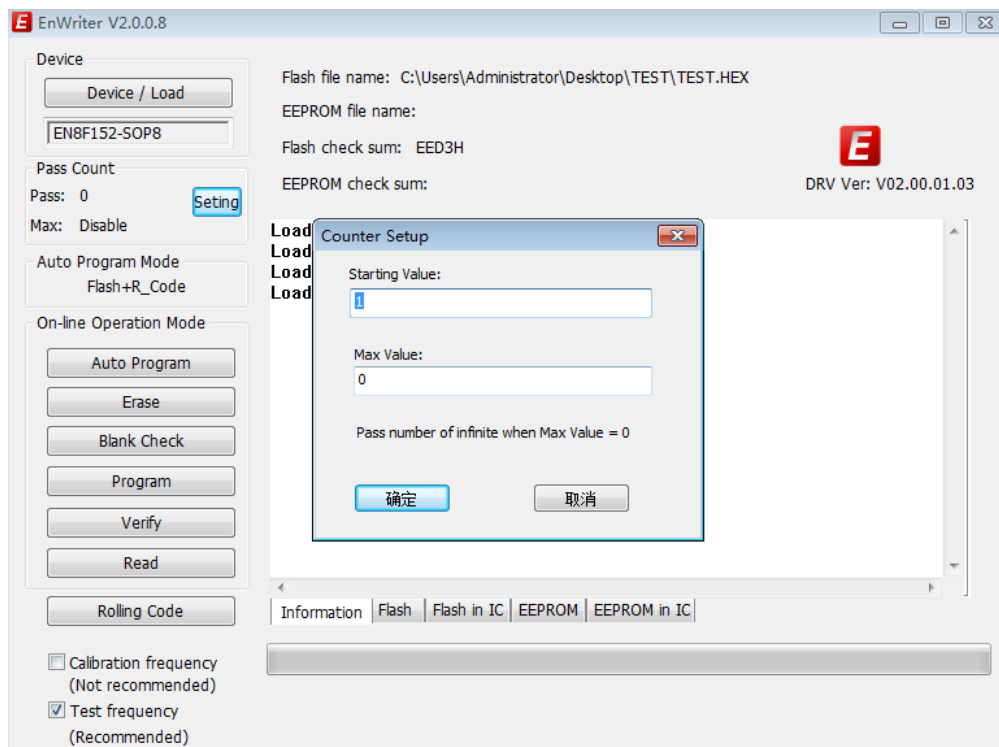 E EnWriter V2.0.0.8
Device
Device / Load
EN8F152-SOP8
Pass Count
Pass: 0
Seting
Max: Disable
Auto Program Mode
Flash+R_Code
On-line Operation Mode
Auto Program
Erase
Blank Check
Program
Verify
Read
Rolling Code
Calibration frequency
(Not recommended)
Test frequency
(Recommended)
Flash file name: C:\Users\Administrator\Desktop\TEST\TEST.HEX
EEPROM file name:
Flash check sum: EED3H
EEPROM check sum:
E
DRV Ver: V02.00.01.03
Load
Load
Load
Load
Counter Setup
Starting Value:
1
Max Value:
0
Pass number of infinite when Max Value = 0
确定 取消
Information Flash Flash in IC EEPROM EEPROM in IC